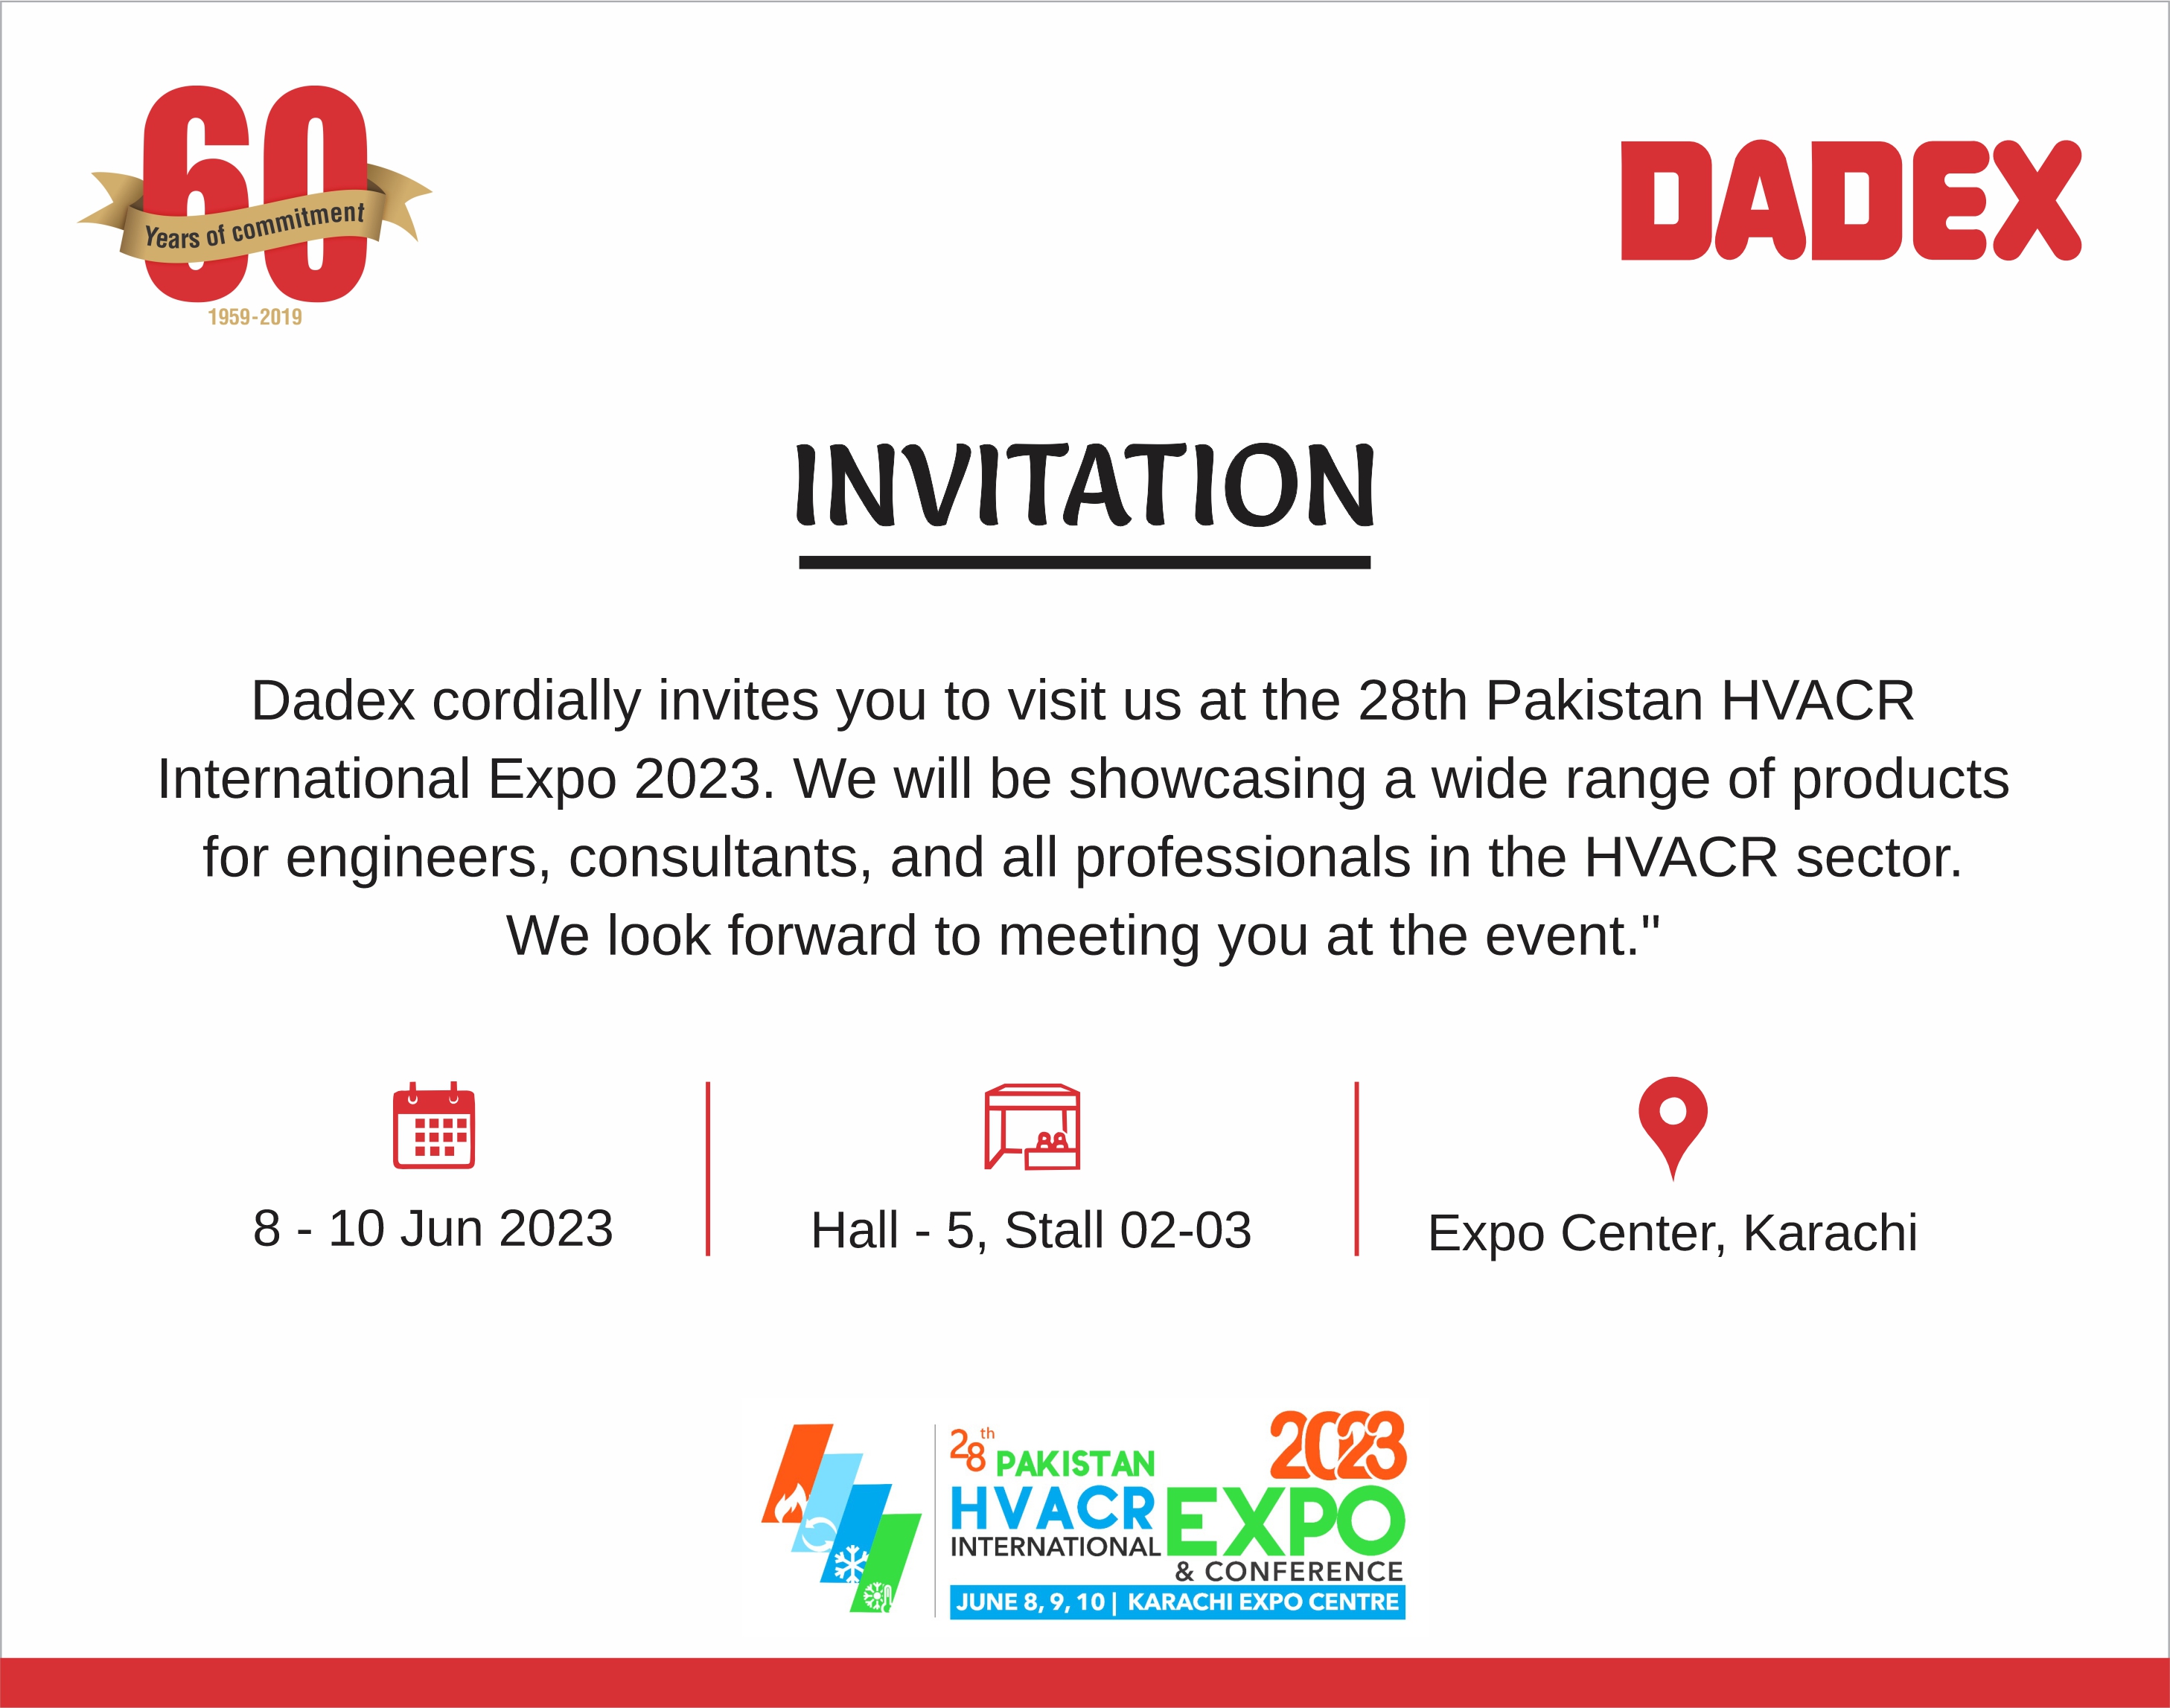 60
Years of commitment
1959-2019
DADEX
INVITATION
Dadex cordially invites you to visit us at the 28th Pakistan HVACR
International Expo 2023. We will be showcasing a wide range of products
for engineers, consultants, and all professionals in the HVACR sector.
We look forward to meeting you at the event."
8 - 10 Jun 2023
Hall - 5, Stall 02-03
Expo Center, Karachi
28th PAKISTAN
2023
HVACR EXPO
INTERNATIONAL
& CONFERENCE
JUNE 8, 9, 10 | KARACHI EXPO CENTRE